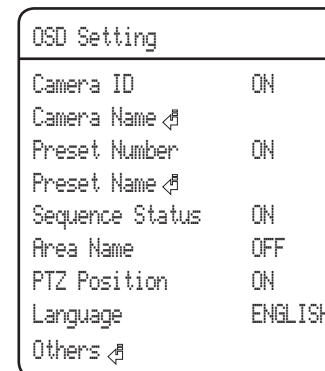 OSD Setting
Camera ID ON
Camera Name
Preset Number ON
Preset Name
Sequence Status ON
Area Name OFF
PTZ Position ON
Language ENGLISH
Others